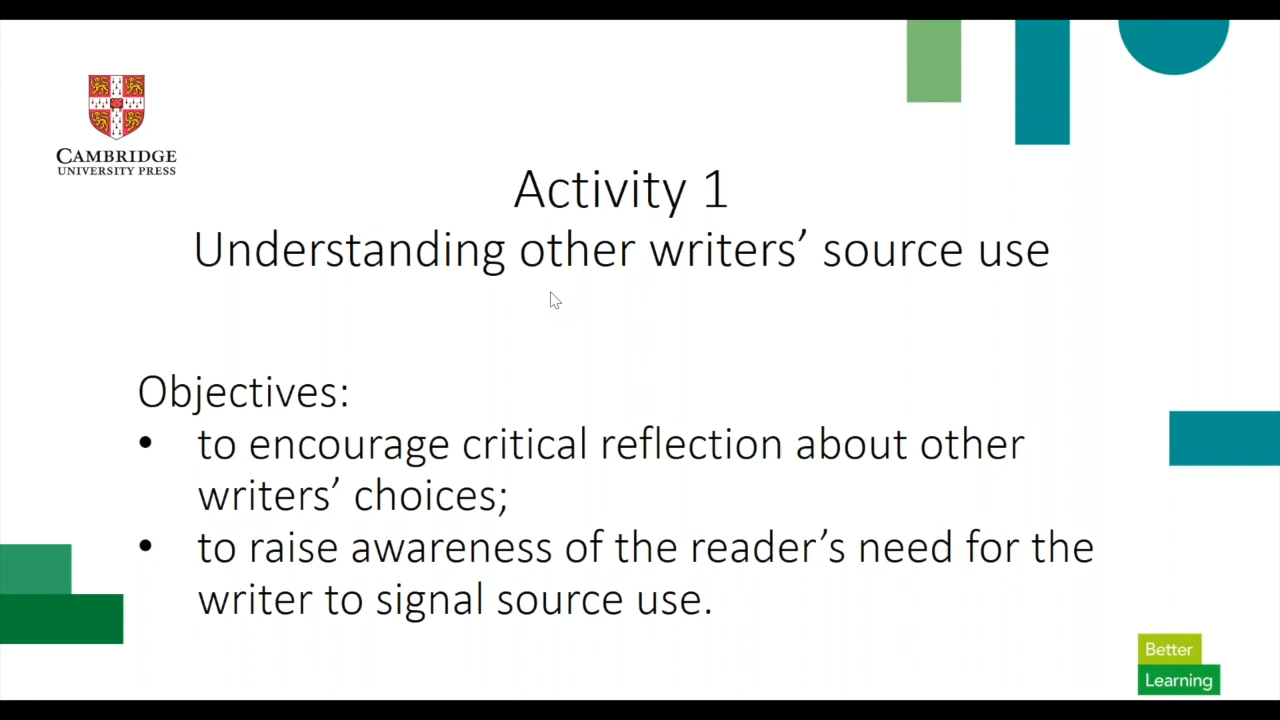 CAMBRIDGE
UNIVERSITY PRESS
Activity 1
Understanding other writers’ source use
Objectives:
• to encourage critical reflection about other
writers’ choices;
• to raise awareness of the reader’s need for the
writer to signal source use.
Better
Learning